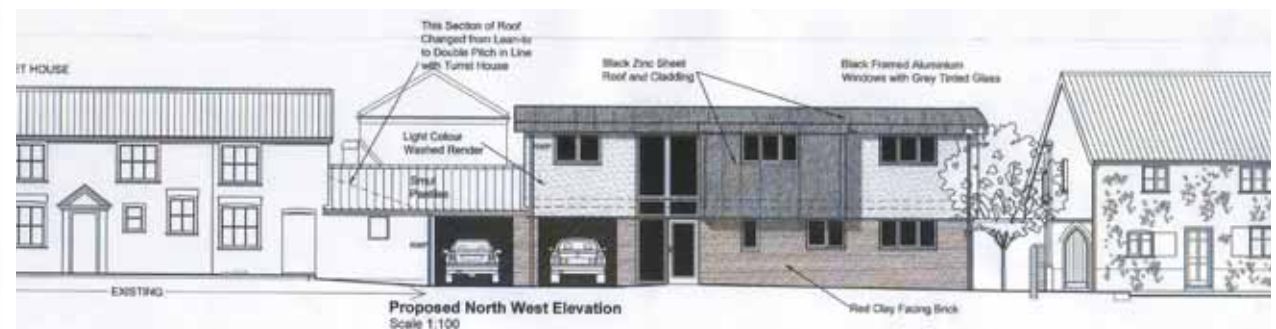 This Section of Roof
Changed from Lean-to
to Double Pitch in Line
with Turret House
ET HOUSE
Black Zinc Sheet
Roof and Cladding
Black Framed Aluminium
Windows with Grey Tinted Glass
Light Colour
Washed Render
EXISTING
Proposed North West Elevation
Scale 1:100
Red Clay Facing Brick